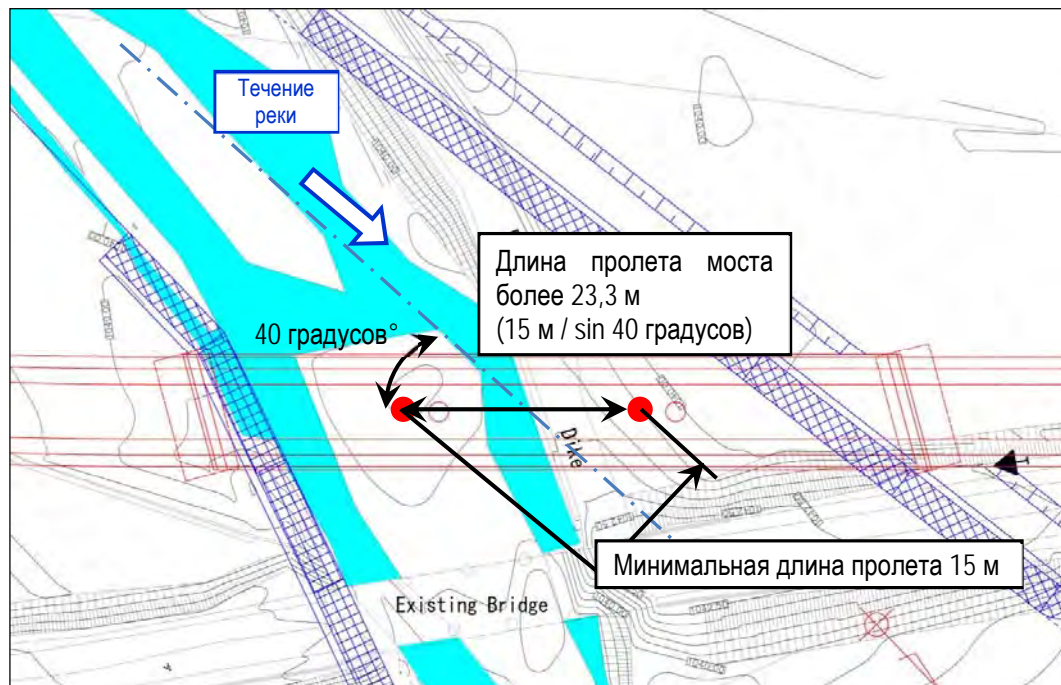 Течение
реки
Длина пролета моста
более 23,3 м
(15 м / sin 40 градусов)
40 градусов°
Dike
Минимальная длина пролета 15 м
Existing Bridge